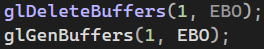 glDeleteBuffers(1, EBO);
glGenBuffers(1, EBO);